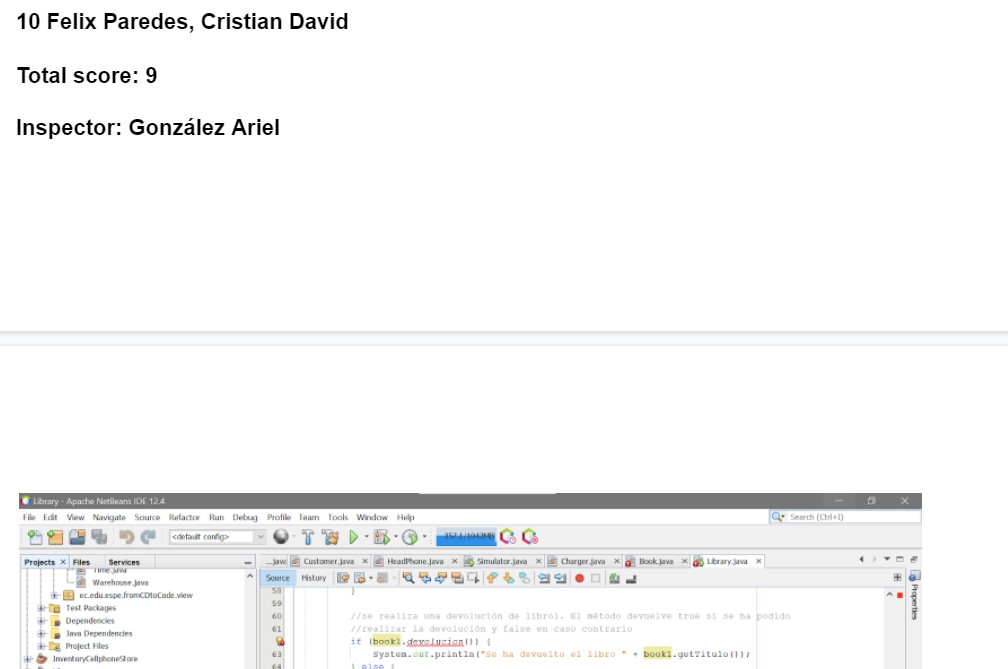 10 Felix Paredes, Cristian David
Total score: 9
Inspector: González Ariel
Library - Apache NetBeans IDE 12.4
File Edit View Navigate Source Refactor Run Debug Profile Team Tools Window Help
Search (Ctrl+I)
<default config>
357.1/1043MB
Projects Files Services
...java Customer.java HeadPhone.java Simulator.java Charger.java Book.java Library.java
Source History
Time.java
Warehouse.java
ec.edu.espe.fromCDtoCode.view
Test Packages
Dependencies
Java Dependencies
Project Files
InventoryCellphoneStore
58 }
59
60 //se realiza una devolución de libro1. El método devuelve true si se ha podido
61 //realizar la devolución y false en caso contrario
if (book1.devolucion()) {
63 System.out.println("Se ha devuelto el libro " + book1.getTitulo());
64 } else {
Properties